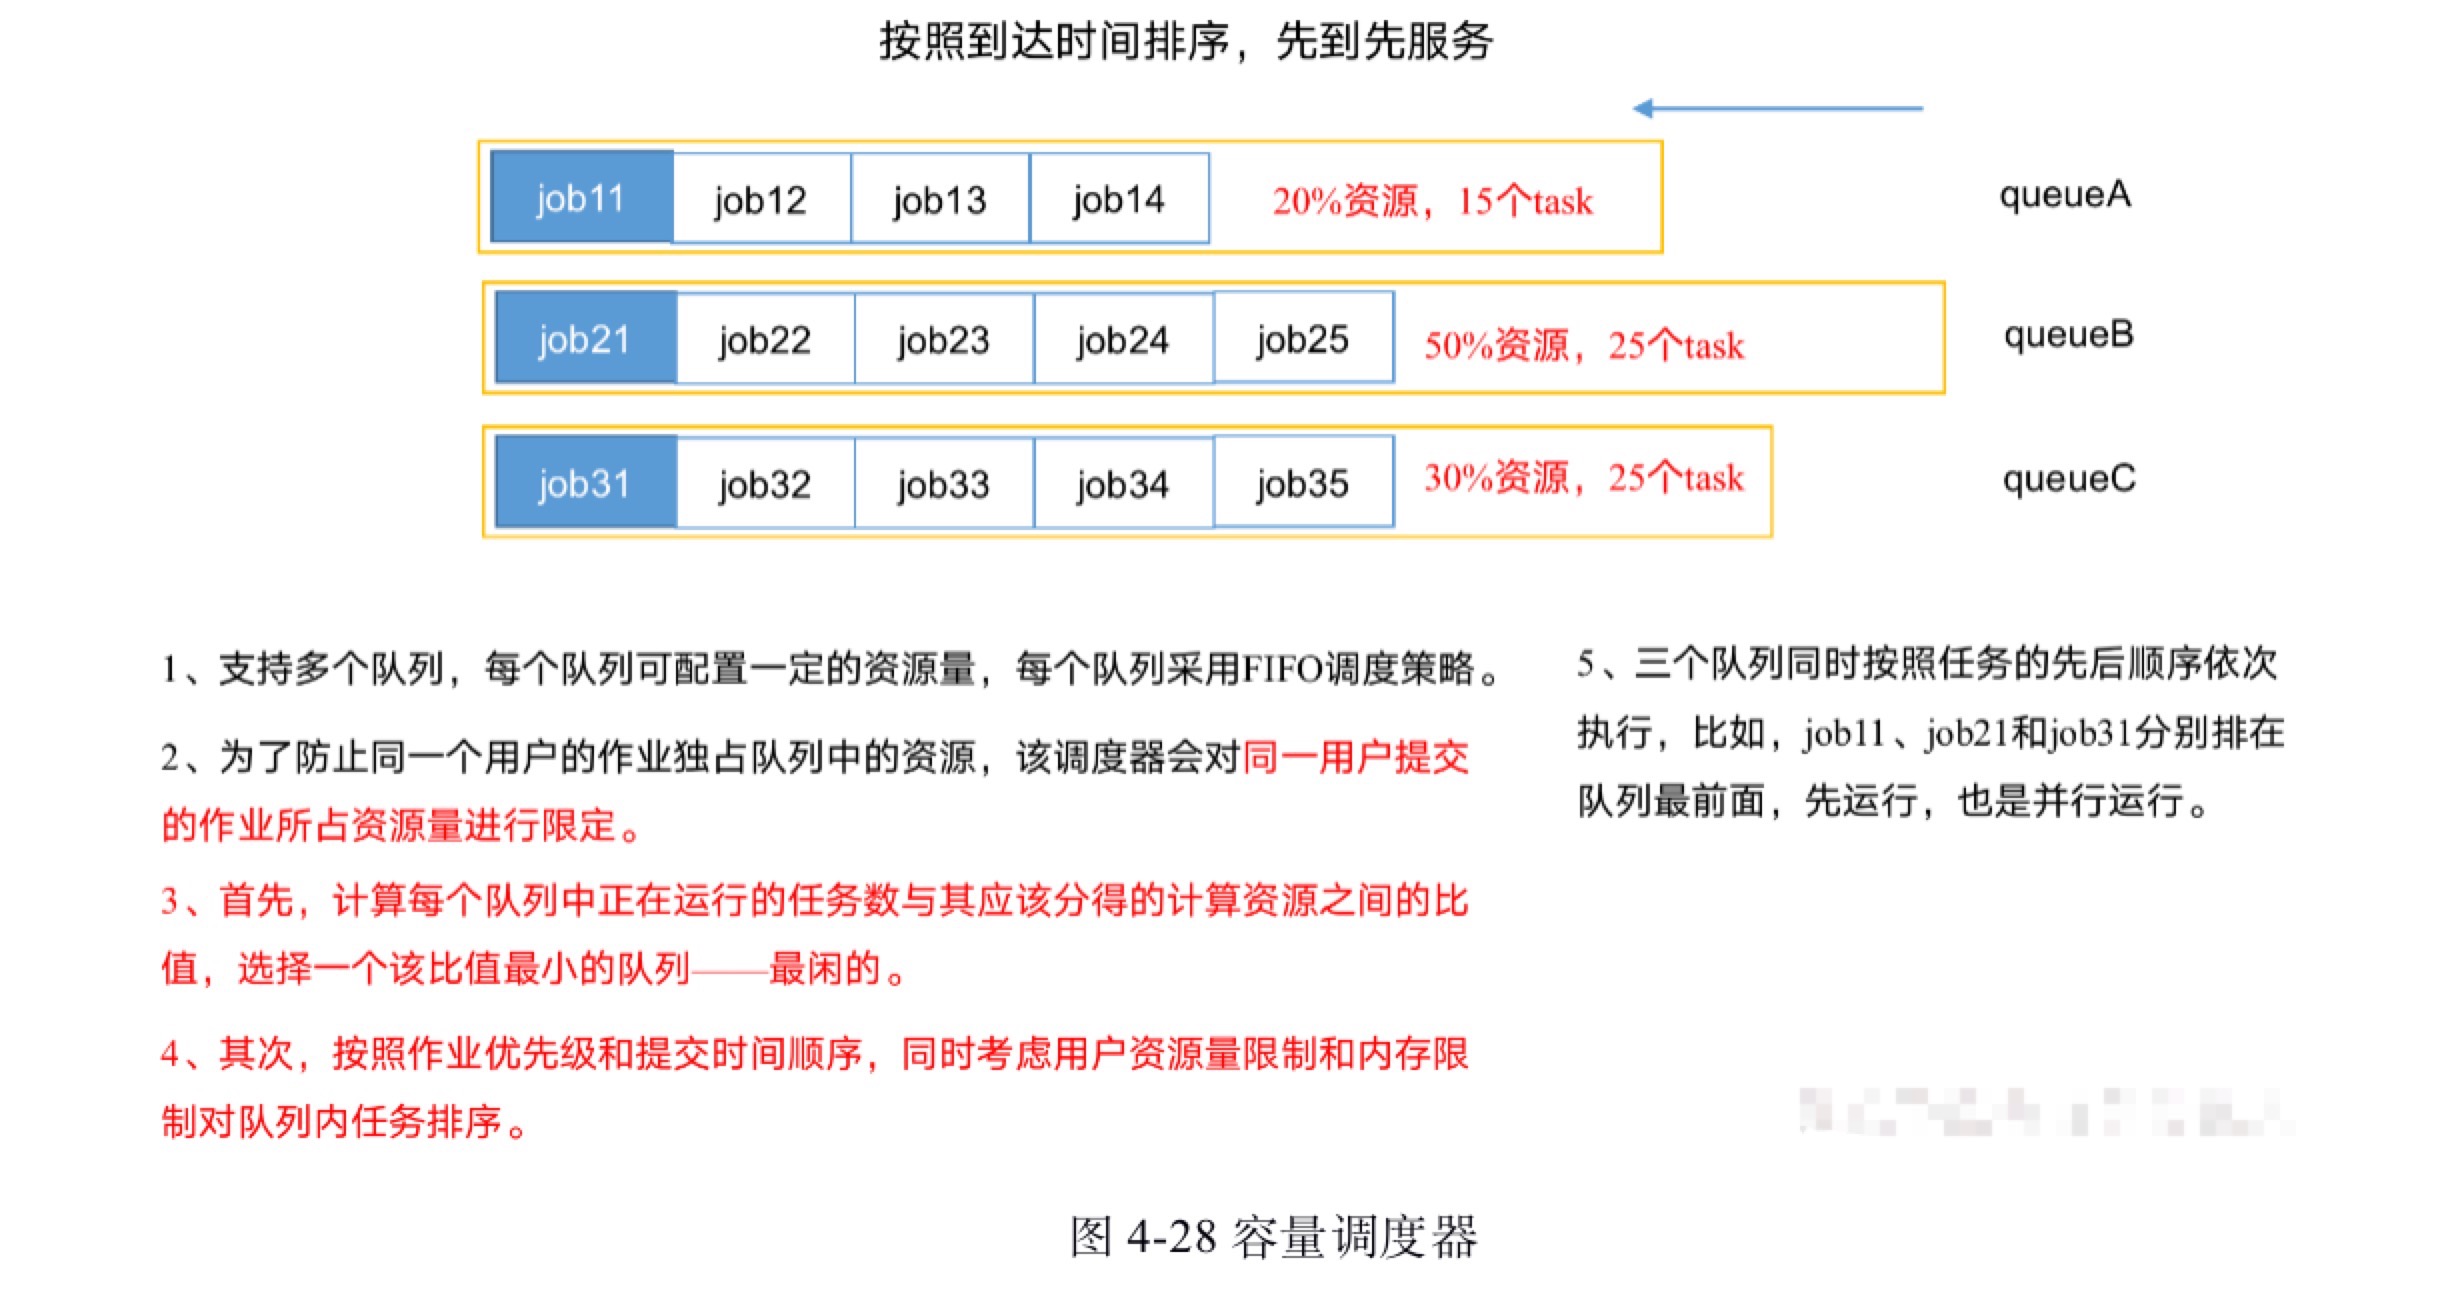 按照到达时间排序，先到先服务
job11 job12 job13 job14 20%资源，15个task queueA
job21 job22 job23 job24 job25 50%资源，25个task queueB
job31 job32 job33 job34 job35 30%资源，25个task queueC
1、支持多个队列，每个队列可配置一定的资源量，每个队列采用FIFO调度策略。
2、为了防止同一个用户的作业独占队列中的资源，该调度器会对同一用户提交
的作业所占资源量进行限定。
3、首先，计算每个队列中正在运行的任务数与其应该分得的计算资源之间的比
值，选择一个该比值最小的队列——最闲的。
4、其次，按照作业优先级和提交时间顺序，同时考虑用户资源量限制和内存限
制对队列内任务排序。
5、三个队列同时按照任务的先后顺序依次
执行，比如，job11、job21和job31分别排在
队列最前面，先运行，也是并行运行。
图 4-28 容量调度器